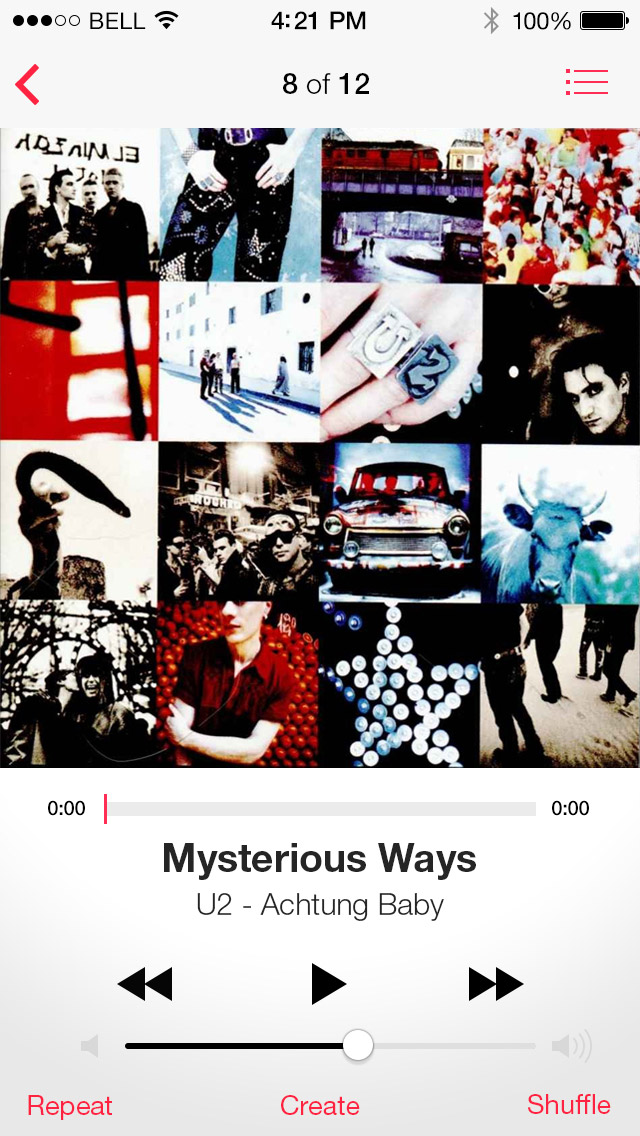 BELL 4:21 PM 100%
8 of 12
U2
0:00 0:00
Mysterious Ways
U2 - Achtung Baby
Repeat Create Shuffle